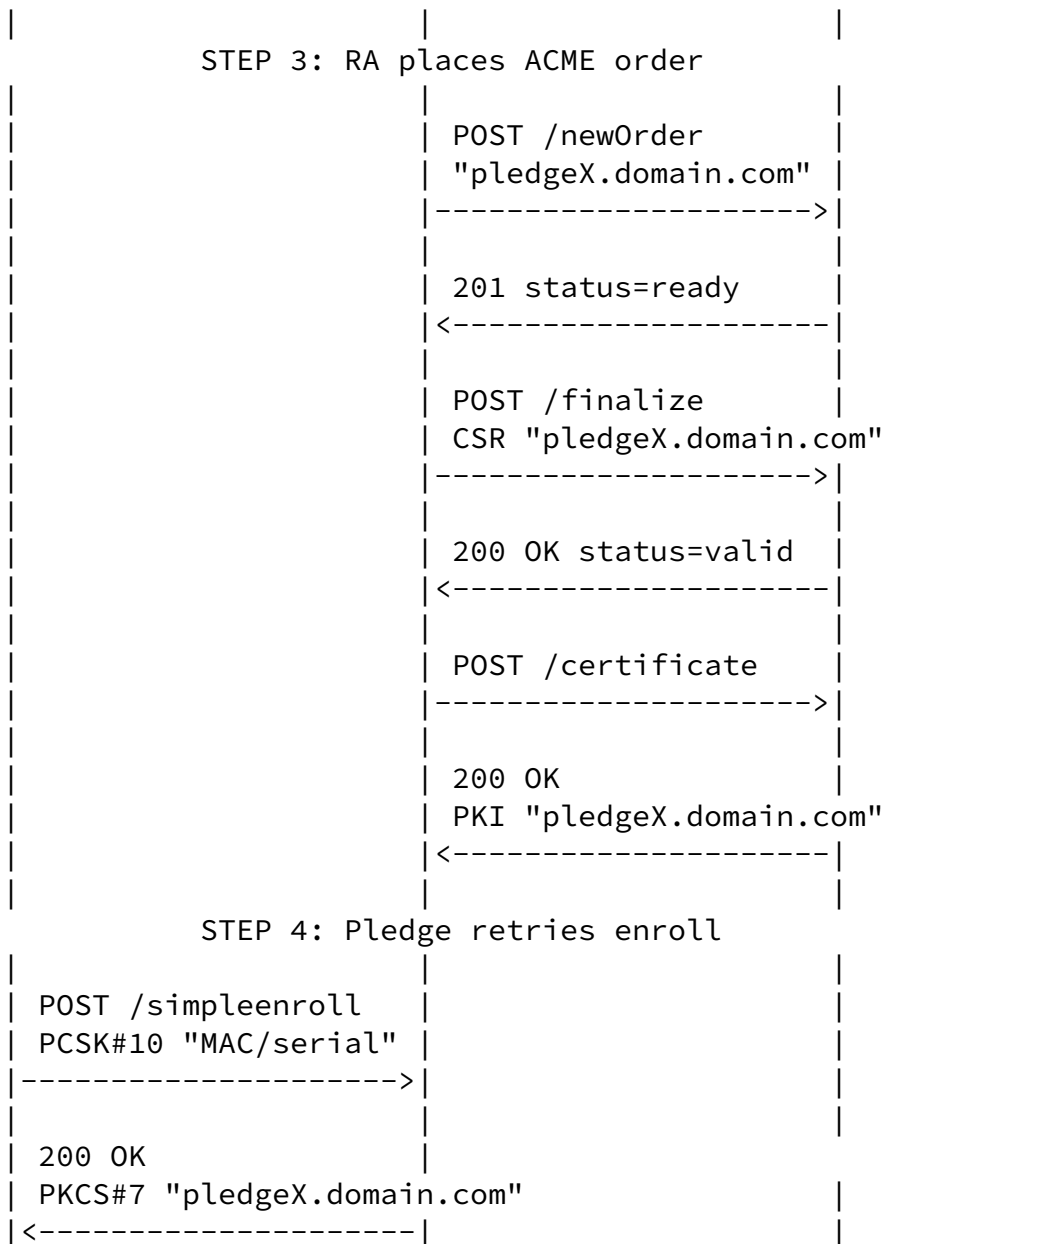 STEP 3: RA places ACME order
POST /newOrder
"pledgeX.domain.com"
201 status=ready
POST /finalize
CSR "pledgeX.domain.com"
200 OK status=valid
POST /certificate
200 OK
PKI "pledgeX.domain.com"
STEP 4: Pledge retries enroll
POST /simpleenroll
PCSK#10 "MAC/serial"
200 OK
PKCS#7 "pledgeX.domain.com"